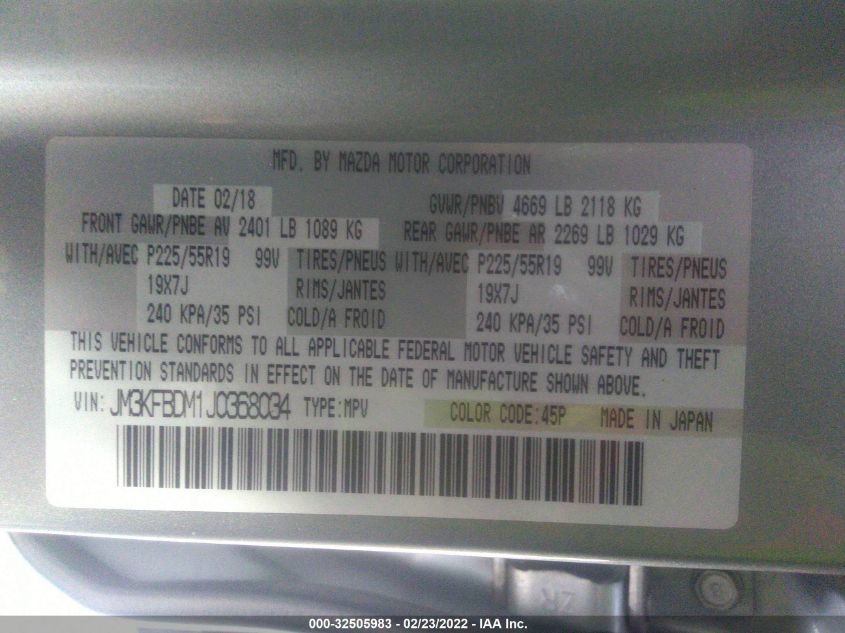 MFD. BY MAZDA MOTOR CORPORATION
DATE 02/18 GVWR/PNBV 4669 LB 2118 KG
FRONT GAWR/PNBE AV 2401 LB 1089 KG REAR GAWR/PNBE AR 2269 LB 1029 KG
WITH/AVEC P225/55R19 99V TIRES/PNEUS WITH/AVEC P225/55R19 99V TIRES/PNEUS
19X7J RIMS/JANTES 19X7J RIMS/JANTES
240 KPA/35 PSI COLD/A FROID 240 KPA/35 PSI COLD/A FROID
THIS VEHICLE CONFORMS TO ALL APPLICABLE FEDERAL MOTOR VEHICLE SAFETY AND THEFT
PREVENTION STANDARDS IN EFFECT ON THE DATE OF MANUFACTURE SHOWN ABOVE.
VIN: JM3KFBDM1J0368034 TYPE:MPV COLOR CODE:45P MADE IN JAPAN
ZR
000-32505983 - 02/23/2022 - IAA Inc.